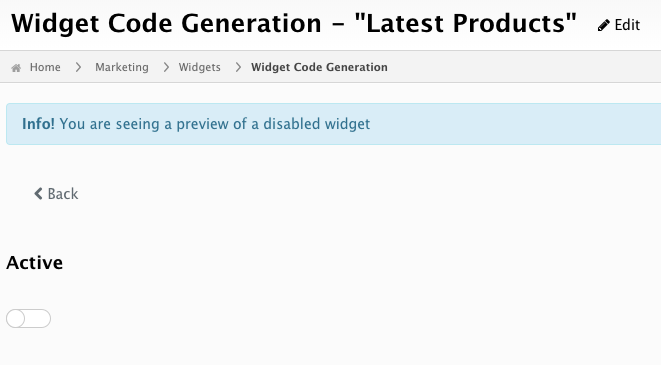 Widget Code Generation - "Latest Products" Edit
Home Marketing Widgets Widget Code Generation
Info! You are seeing a preview of a disabled widget
Back
Active